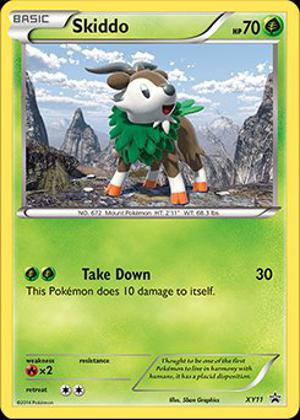 BASIC
Skiddo HP70
NO. 672 Mount Pokémon HT: 2'11" WT: 68.3 lbs.
Take Down 30
This Pokémon does 10 damage to itself.
weakness resistance
×2
retreat
Thought to be one of the first
Pokémon to live in harmony with
humans, it has a placid disposition.
©2014 Pokémon
Illus. 5ban Graphics
XY11